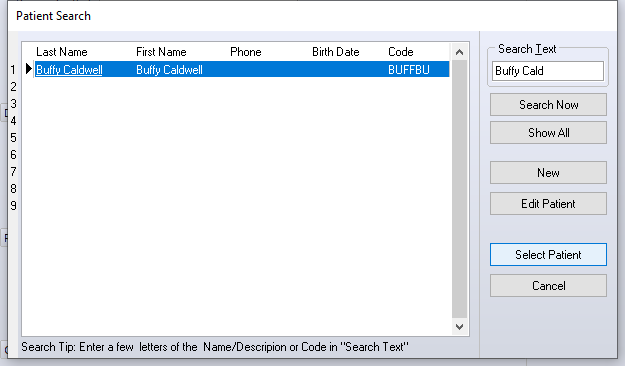 Patient Search
Last Name First Name Phone Birth Date Code
1 Buffy Caldwell Buffy Caldwell BUFFBU
2
3
4
5
6
7
8
9
Search Text
Buffy Cald
Search Now
Show All
New
Edit Patient
Select Patient
Cancel
Search Tip: Enter a few letters of the Name/Descripion or Code in "Search Text"